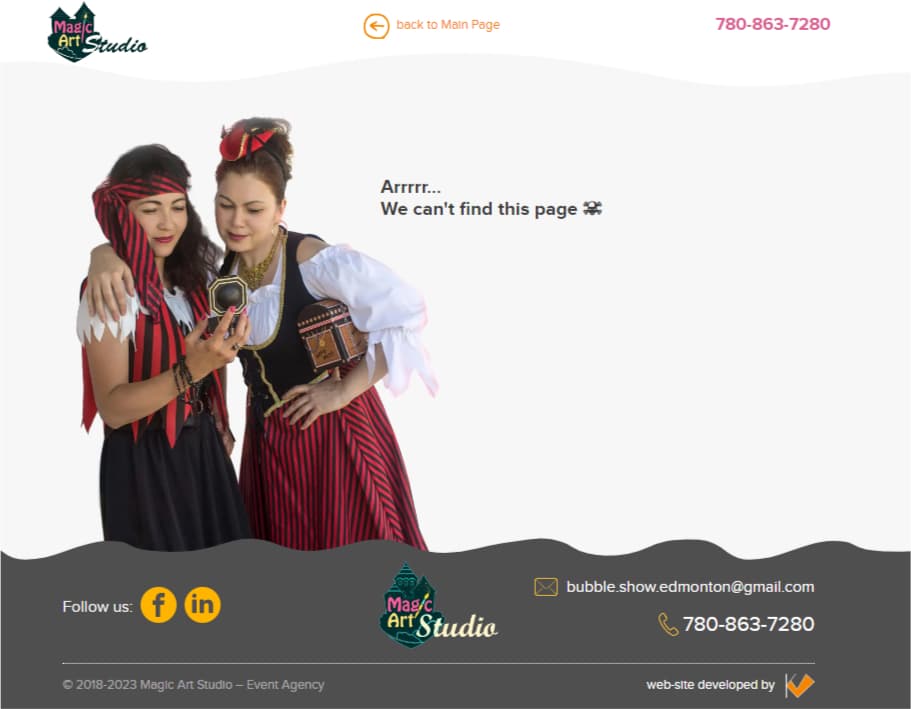 Magic
Art Studio
back to Main Page
780-863-7280
Arrrrr...
We can't find this page ☠
Follow us:
f
in
Magic
Art Studio
bubble.show.edmonton@gmail.com
780-863-7280
© 2018-2023 Magic Art Studio – Event Agency
web-site developed by